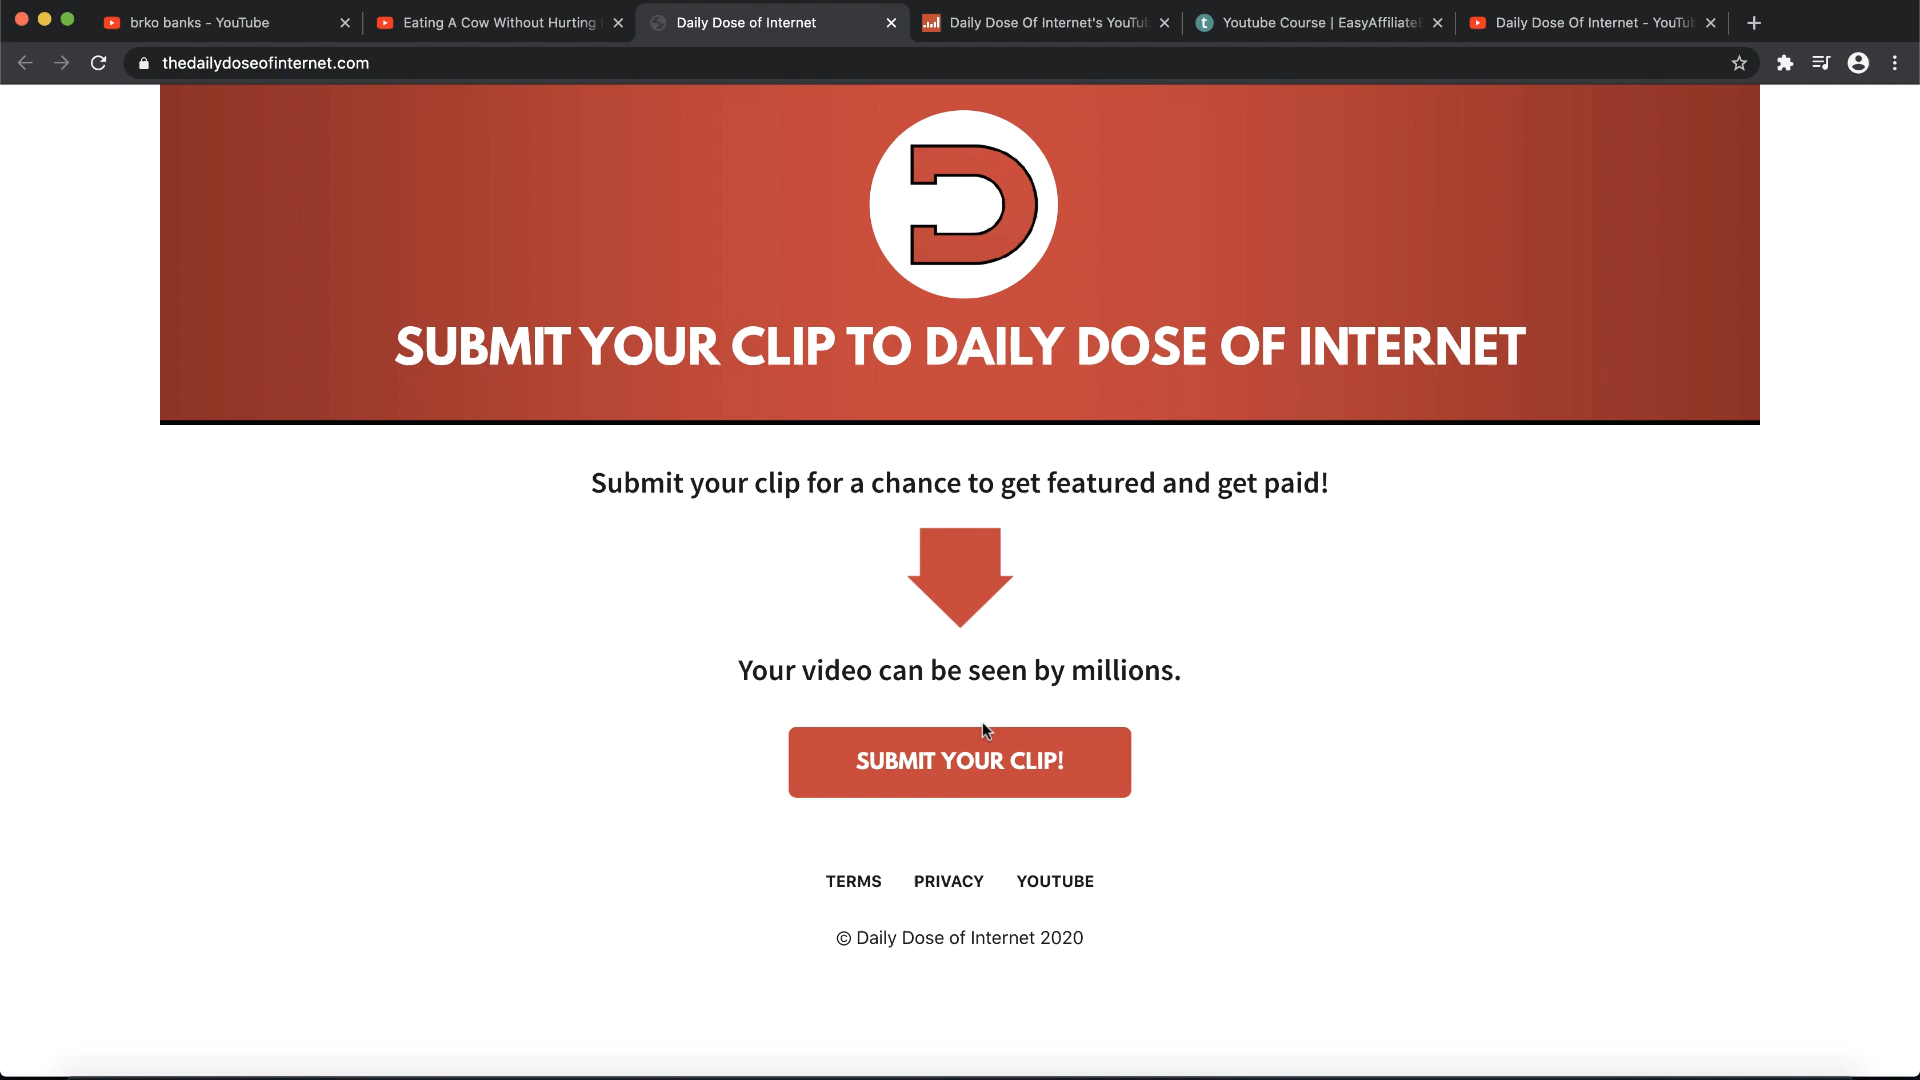 brko banks - YouTube
Eating A Cow Without Hurting
Daily Dose of Internet
Daily Dose Of Internet's YouTu
Youtube Course | EasyAffiliate
Daily Dose Of Internet - YouTu
thedailydoseofinternet.com
D
SUBMIT YOUR CLIP TO DAILY DOSE OF INTERNET
Submit your clip for a chance to get featured and get paid!
Your video can be seen by millions.
SUBMIT YOUR CLIP!
TERMS PRIVACY YOUTUBE
© Daily Dose of Internet 2020